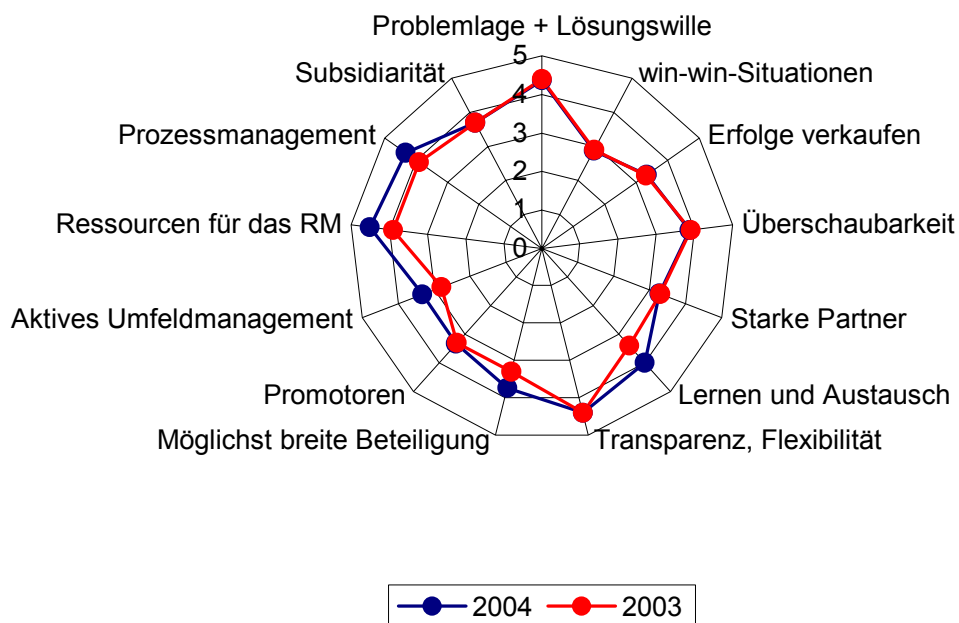 Problemlage + Lösungswille
Subsidiarität
win-win-Situationen
Prozessmanagement
Erfolge verkaufen
Ressourcen für das RM
Überschaubarkeit
Aktives Umfeldmanagement
Starke Partner
Promotoren
Lernen und Austausch
Möglichst breite Beteiligung
Transparenz, Flexibilität
5
4
3
2
1
0
2004
2003